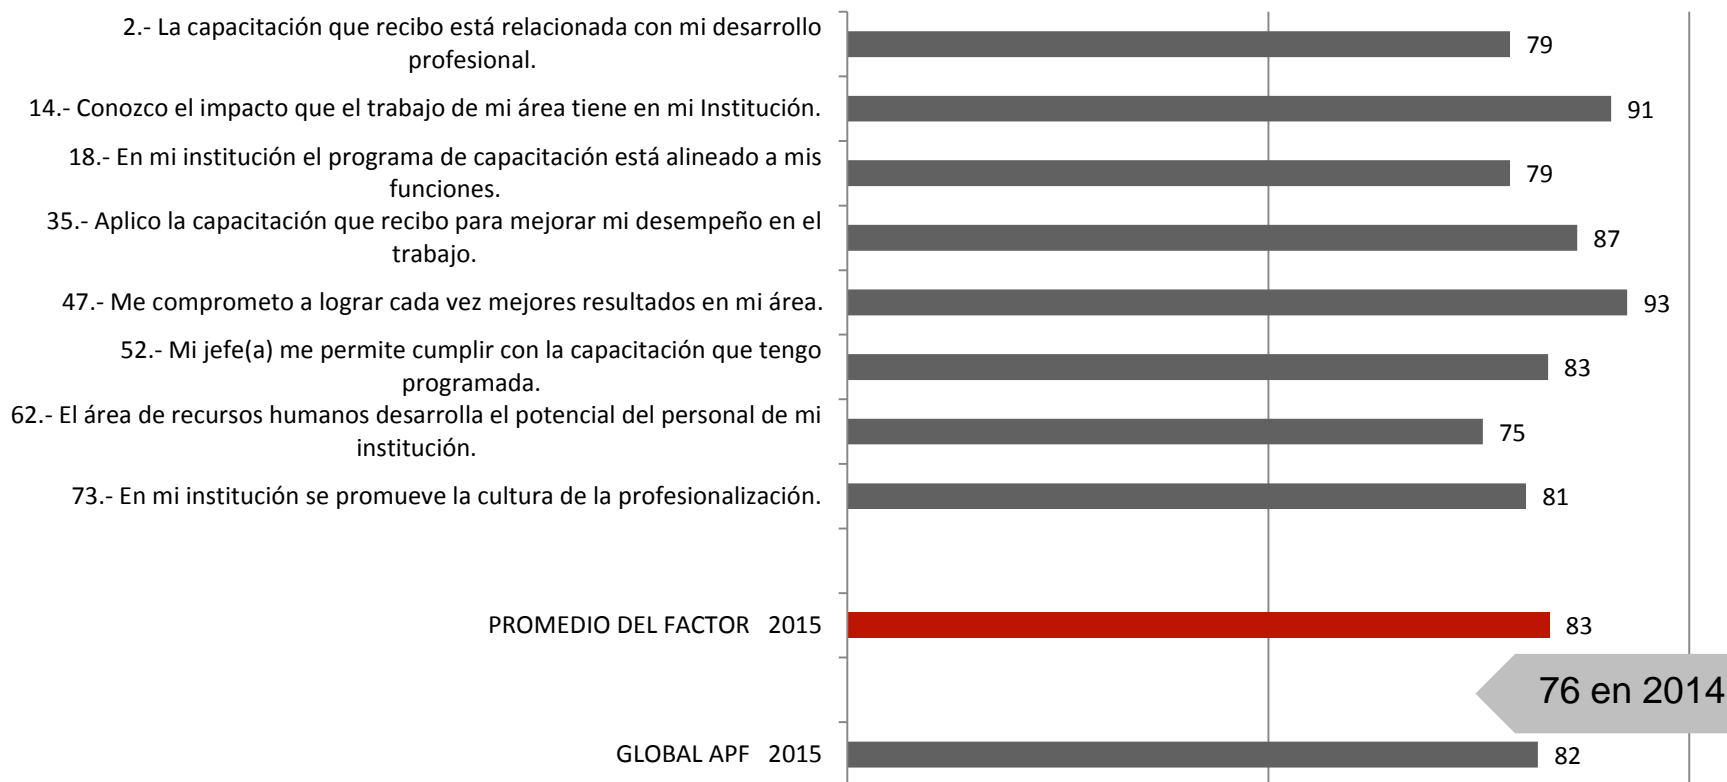 2.- La capacitación que recibo está relacionada con mi desarrollo
profesional.
79
14.- Conozco el impacto que el trabajo de mi área tiene en mi Institución.
91
18.- En mi institución el programa de capacitación está alineado a mis
funciones.
79
35.- Aplico la capacitación que recibo para mejorar mi desempeño en el
trabajo.
87
47.- Me comprometo a lograr cada vez mejores resultados en mi área.
93
52.- Mi jefe(a) me permite cumplir con la capacitación que tengo
programada.
83
62.- El área de recursos humanos desarrolla el potencial del personal de mi
institución.
75
73.- En mi institución se promueve la cultura de la profesionalización.
81
PROMEDIO DEL FACTOR 2015
83
76 en 2014
GLOBAL APF 2015
82